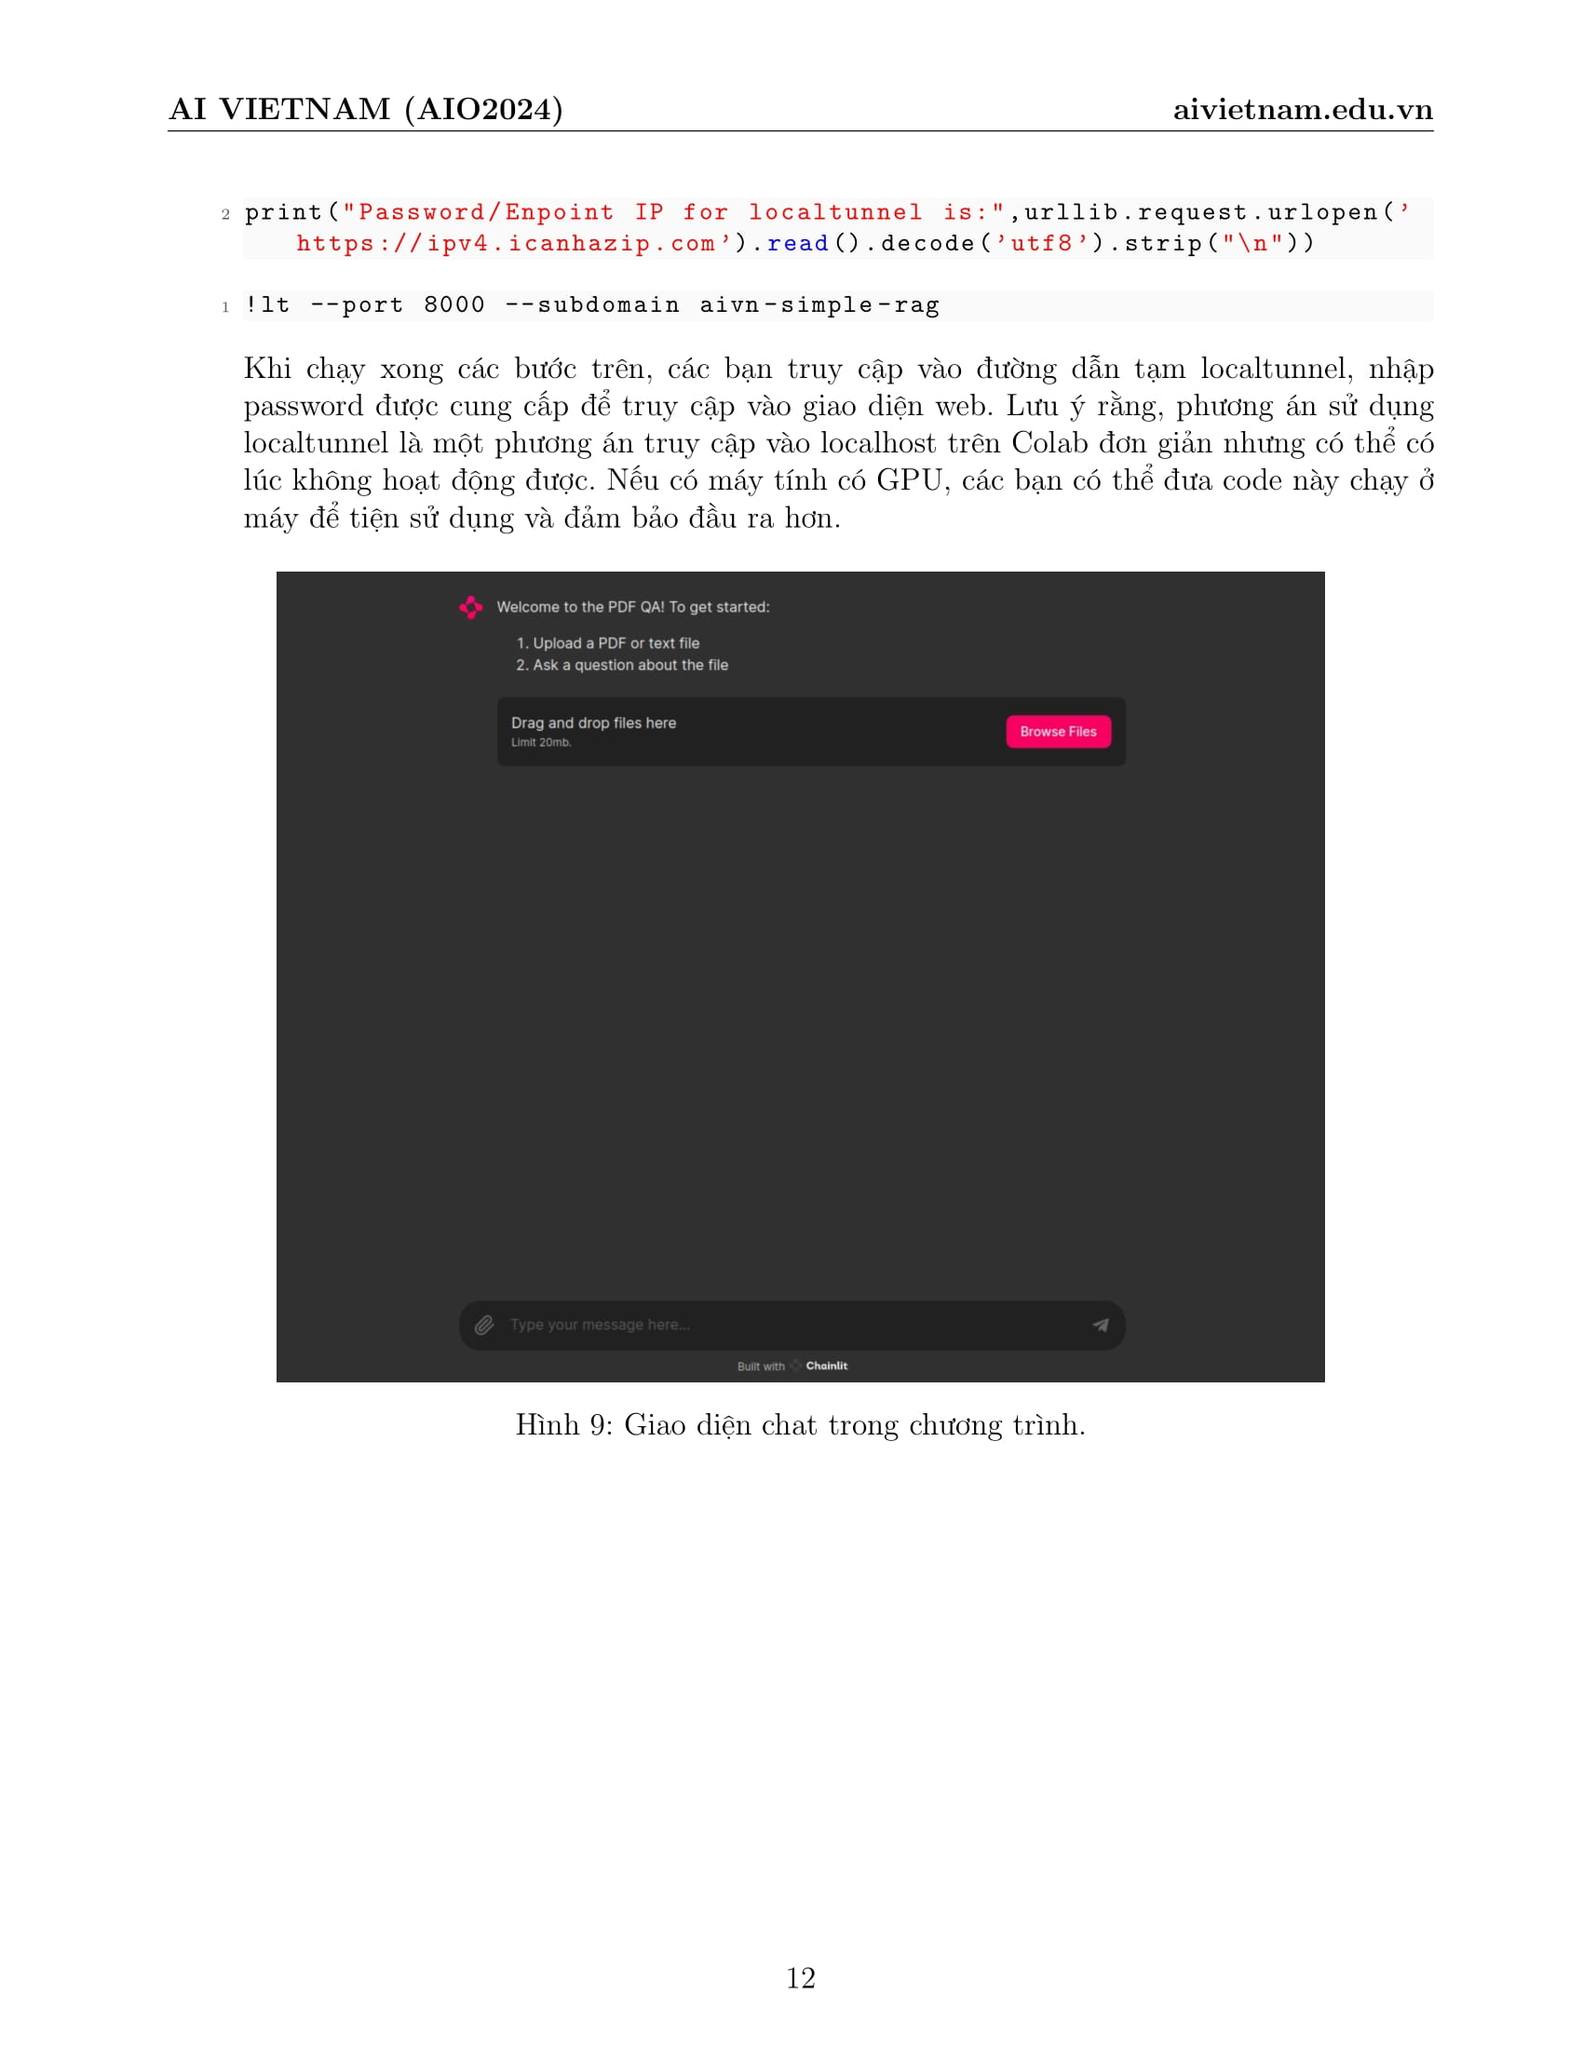 AI VIETNAM (AIO2024) aivietnam.edu.vn
2 print("Password/Enpoint IP for localtunnel is:",urllib.request.urlopen('
https://ipv4.icanhazip.com').read().decode('utf8').strip("\n"))
1 !lt --port 8000 --subdomain aivn-simple-rag
Khi chạy xong các bước trên, các bạn truy cập vào đường dẫn tạm localtunnel, nhập
password được cung cấp để truy cập vào giao diện web. Lưu ý rằng, phương án sử dụng
localtunnel là một phương án truy cập vào localhost trên Colab đơn giản nhưng có thể có
lúc không hoạt động được. Nếu có máy tính có GPU, các bạn có thể đưa code này chạy ở
máy để tiện sử dụng và đảm bảo đầu ra hơn.
Welcome to the PDF QA! To get started:
1. Upload a PDF or text file
2. Ask a question about the file
Drag and drop files here
Limit 20mb.
Browse Files
Type your message here...
Built with Chainlit
Hình 9: Giao diện chat trong chương trình.
12